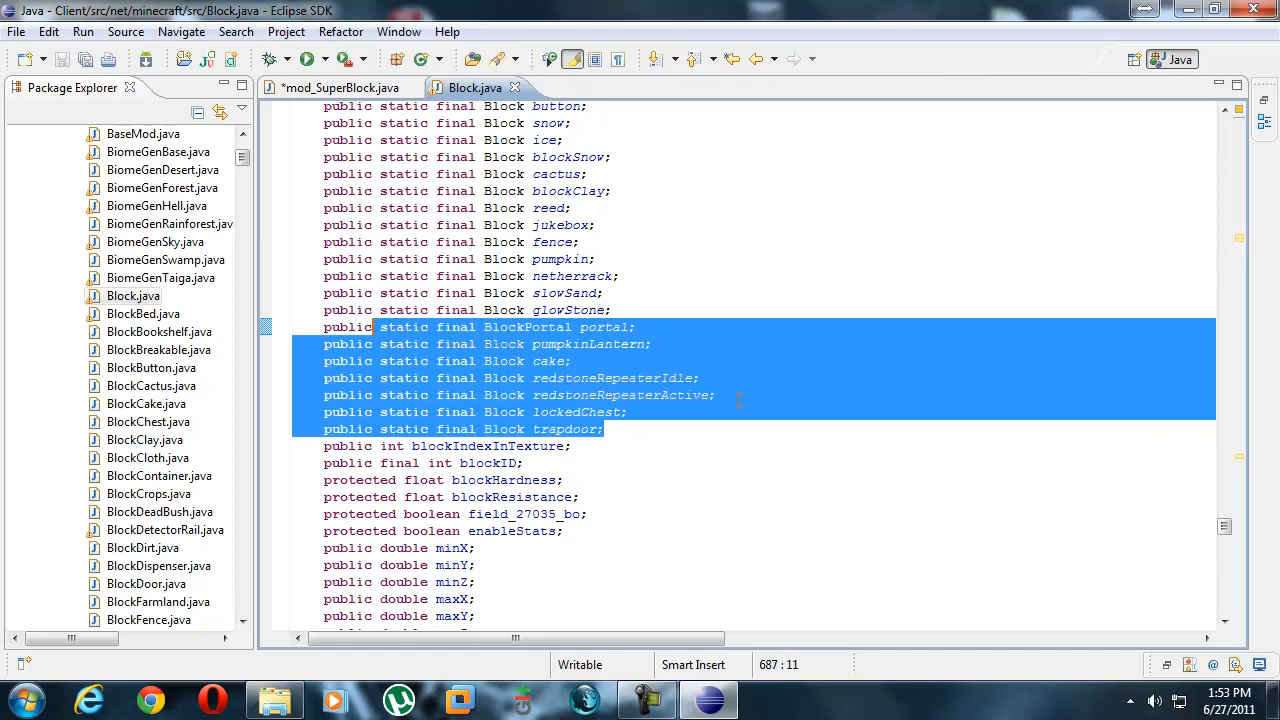 Java - Client/src/net/minecraft/src/Block.java - Eclipse SDK
File Edit Run Source Navigate Search Project Refactor Window Help
Java
Package Explorer
*mod_SuperBlock.java
Block.java
BaseMod.java
BiomeGenBase.java
BiomeGenDesert.java
BiomeGenForest.java
BiomeGenHell.java
BiomeGenRainforest.jav
BiomeGenSky.java
BiomeGenSwamp.java
BiomeGenTaiga.java
Block.java
BlockBed.java
BlockBookshelf.java
BlockBreakable.java
BlockButton.java
BlockCactus.java
BlockCake.java
BlockChest.java
BlockClay.java
BlockCloth.java
BlockContainer.java
BlockCrops.java
BlockDeadBush.java
BlockDetectorRail.java
BlockDirt.java
BlockDispenser.java
BlockDoor.java
BlockFarmland.java
BlockFence.java
public static final Block button;
public static final Block snow;
public static final Block ice;
public static final Block blockSnow;
public static final Block cactus;
public static final Block blockClay;
public static final Block reed;
public static final Block jukebox;
public static final Block fence;
public static final Block pumpkin;
public static final Block netherrack;
public static final Block slowSand;
public static final Block glowStone;
public static final BlockPortal portal;
public static final Block pumpkinLantern;
public static final Block cake;
public static final Block redstoneRepeaterIdle;
public static final Block redstoneRepeaterActive;
public static final Block lockedChest;
public static final Block trapdoor;
public int blockIndexInTexture;
public final int blockID;
protected float blockHardness;
protected float blockResistance;
protected boolean field_27035_bo;
protected boolean enableStats;
public double minX;
public double minY;
public double minZ;
public double maxX;
public double maxY;
Writable
Smart Insert
687 : 11
1:53 PM
6/27/2011